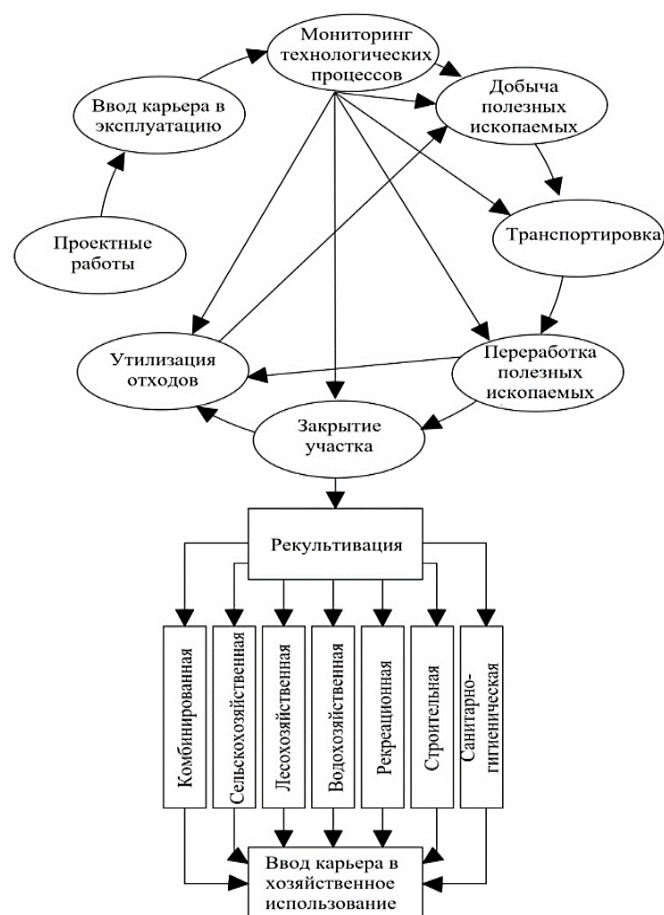 Мониторинг
технологических
процессов
Ввод карьера в
эксплуатацию
Добыча
полезных
ископаемых
Проектные
работы
Транспортировка
Утилизация
отходов
Переработка
полезных
ископаемых
Закрытие
участка
Рекультивация
Комбинированная
Сельскохозяйственная
Лесохозяйственная
Водохозяйственная
Рекреационная
Строительная
Санитарно-
гигиеническая
Ввод карьера в
хозяйственное
использование